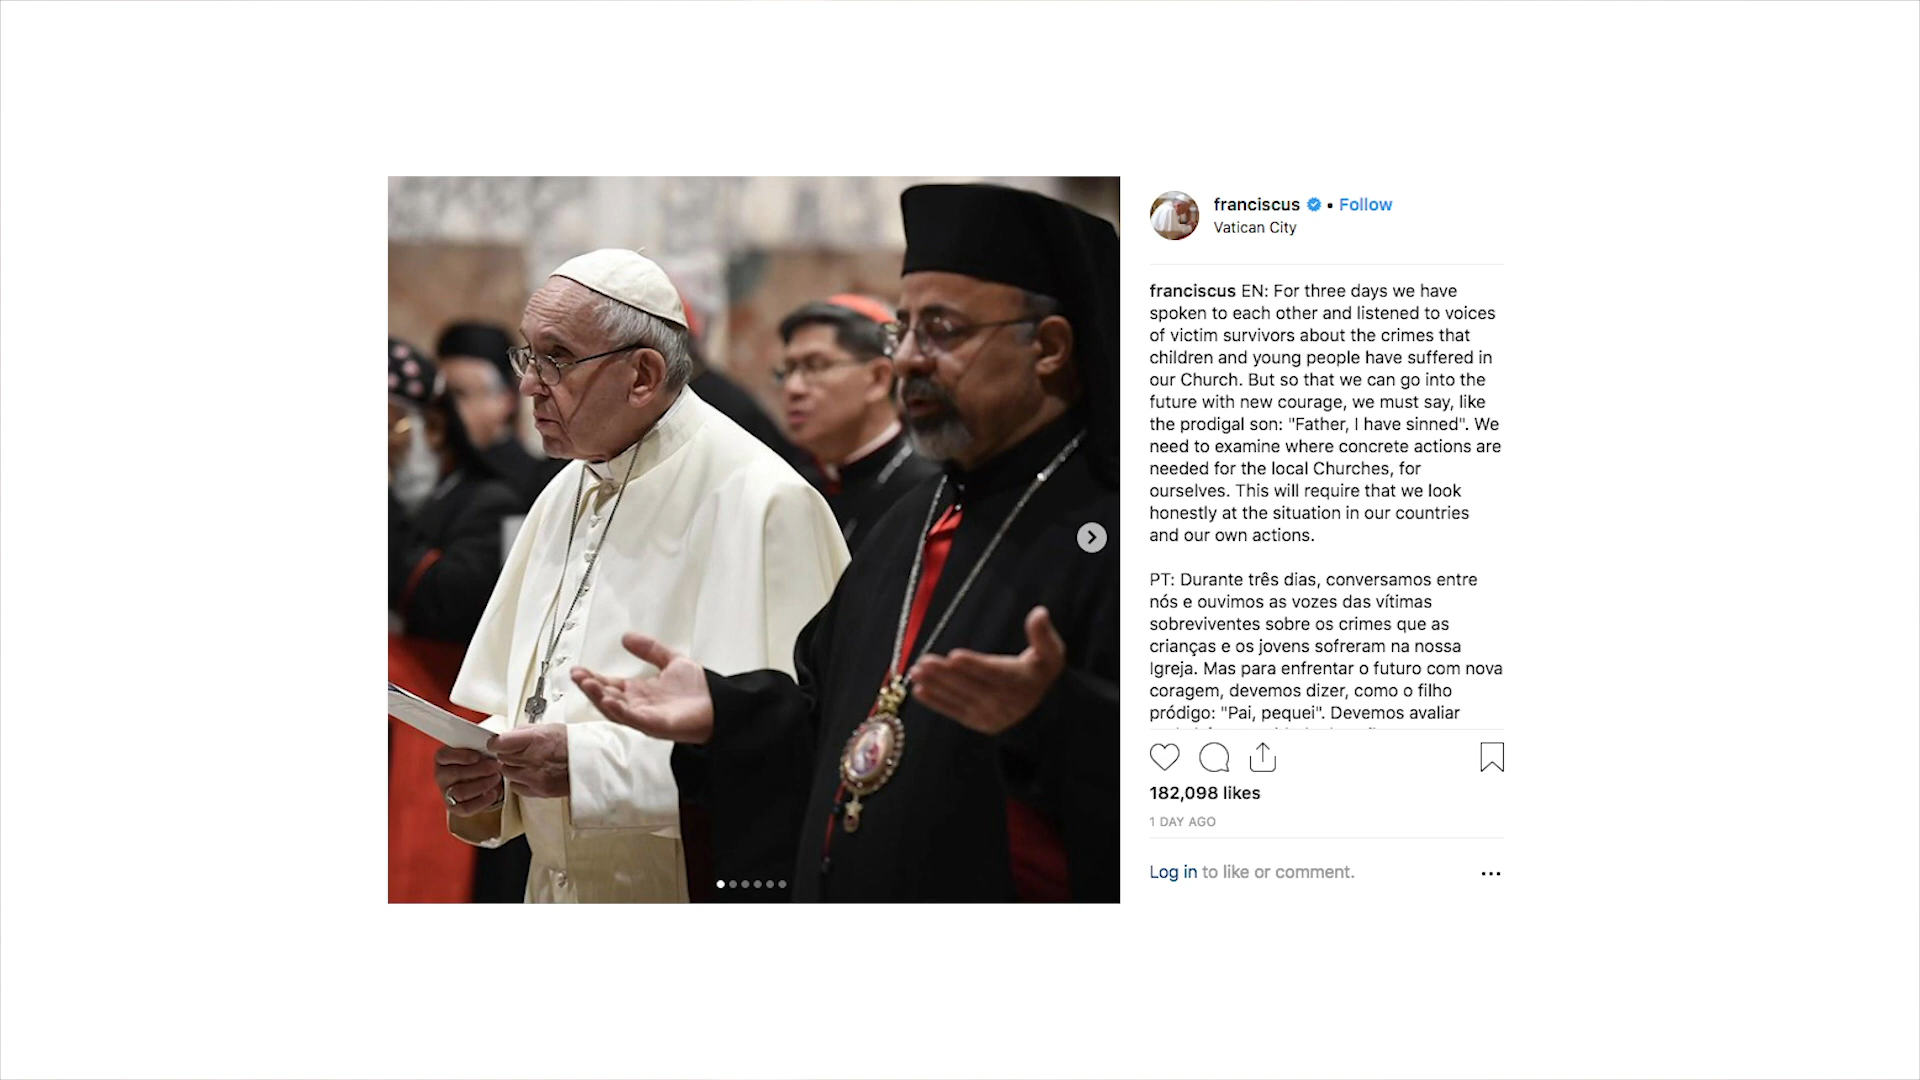 franciscus • Follow
Vatican City
franciscus EN: For three days we have
spoken to each other and listened to voices
of victim survivors about the crimes that
children and young people have suffered in
our Church. But so that we can go into the
future with new courage, we must say, like
the prodigal son: "Father, I have sinned". We
need to examine where concrete actions are
needed for the local Churches, for
ourselves. This will require that we look
honestly at the situation in our countries
and our own actions.
PT: Durante três dias, conversamos entre
nós e ouvimos as vozes das vítimas
sobreviventes sobre os crimes que as
crianças e os jovens sofreram na nossa
Igreja. Mas para enfrentar o futuro com nova
coragem, devemos dizer, como o filho
pródigo: "Pai, pequei". Devemos avaliar
182,098 likes
1 DAY AGO
Log in to like or comment.